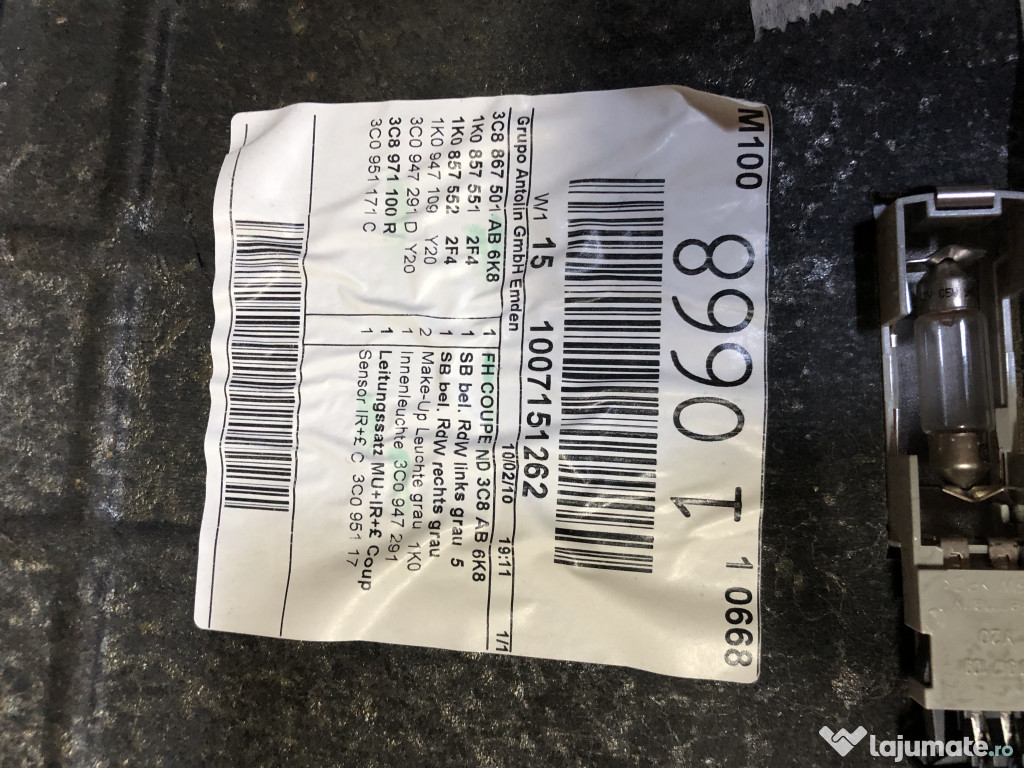 M100 1 0668
1 0668
W1 15 1007151262
Grupo Antolin GmbH Emden 10/02/10 19:11 1/1
3C8 867 501 AB 6K8 1 FH COUPE ND 3C8 AB 6K8
1K0 857 551 2F4 1 SB bel. RdW links grau 5
1K0 857 552 2F4 1 SB bel. RdW rechts grau
1K0 947 109 Y20 2 Make-Up Leuchte grau 1K0
3C0 947 291 D Y20 1 Innenleuchte 3C0 947 291
3C8 971 100 R 1 Leitungssatz MU+IR+£ Coup
3C0 951 171 C 1 Sensor IR+£ C 3C0 951 17
lajumate.ro